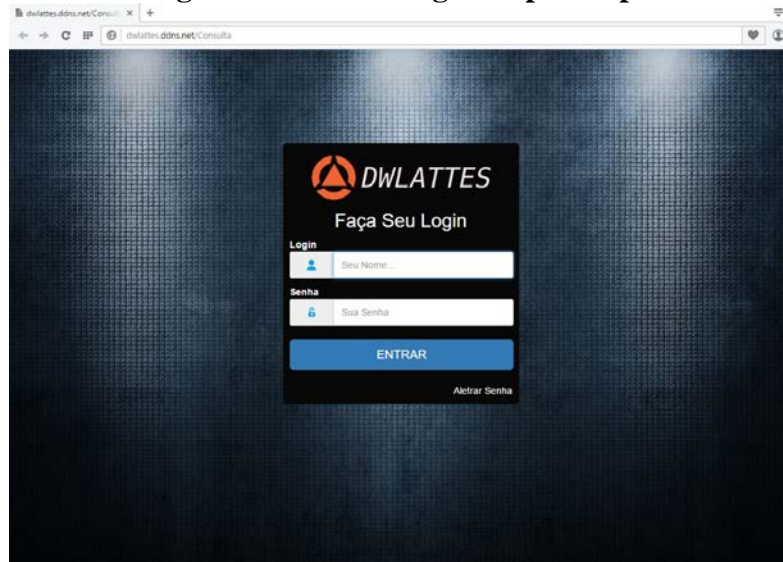 dwlattes.ddns.net/Consult
dwlattes.ddns.net/Consulta
DWLATTES
Faça Seu Login
Login
Seu Nome...
Senha
Sua Senha
ENTRAR
Aletrar Senha